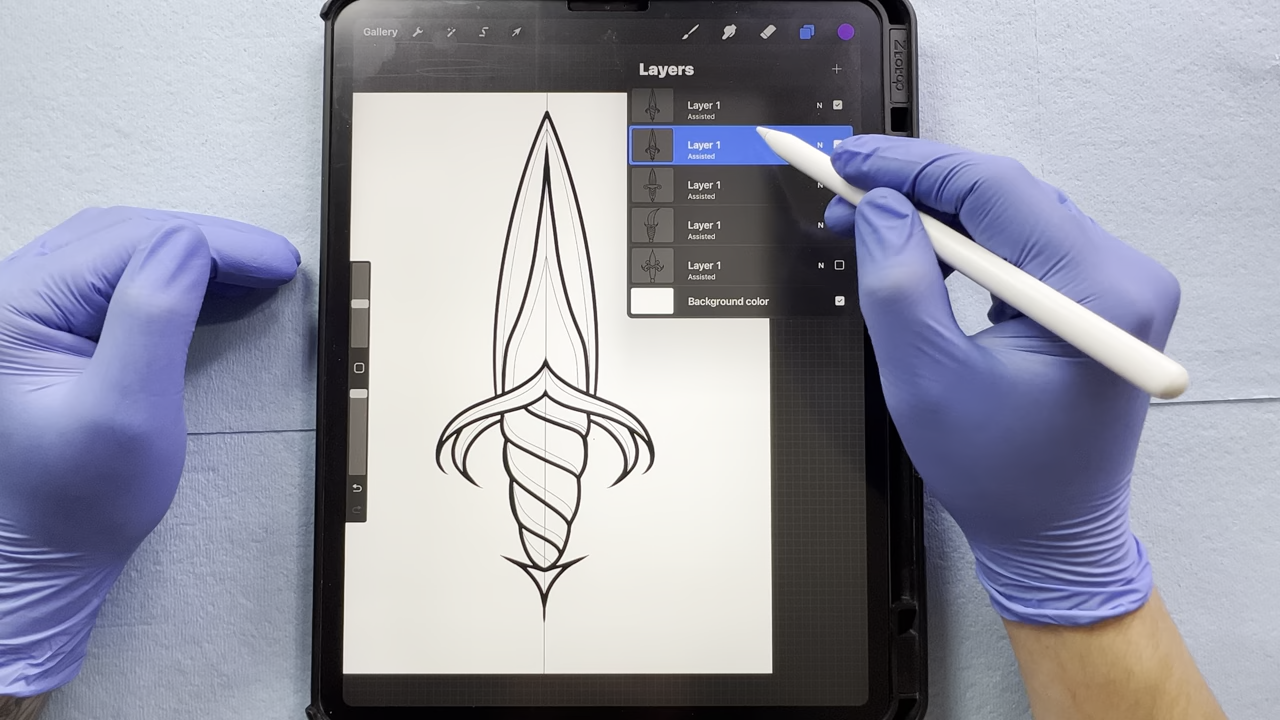 Gallery
Layers
Layer 1
N
Assisted
Layer 1
N
Assisted
Layer 1
N
Assisted
Layer 1
N
Assisted
Layer 1
N
Assisted
Background color